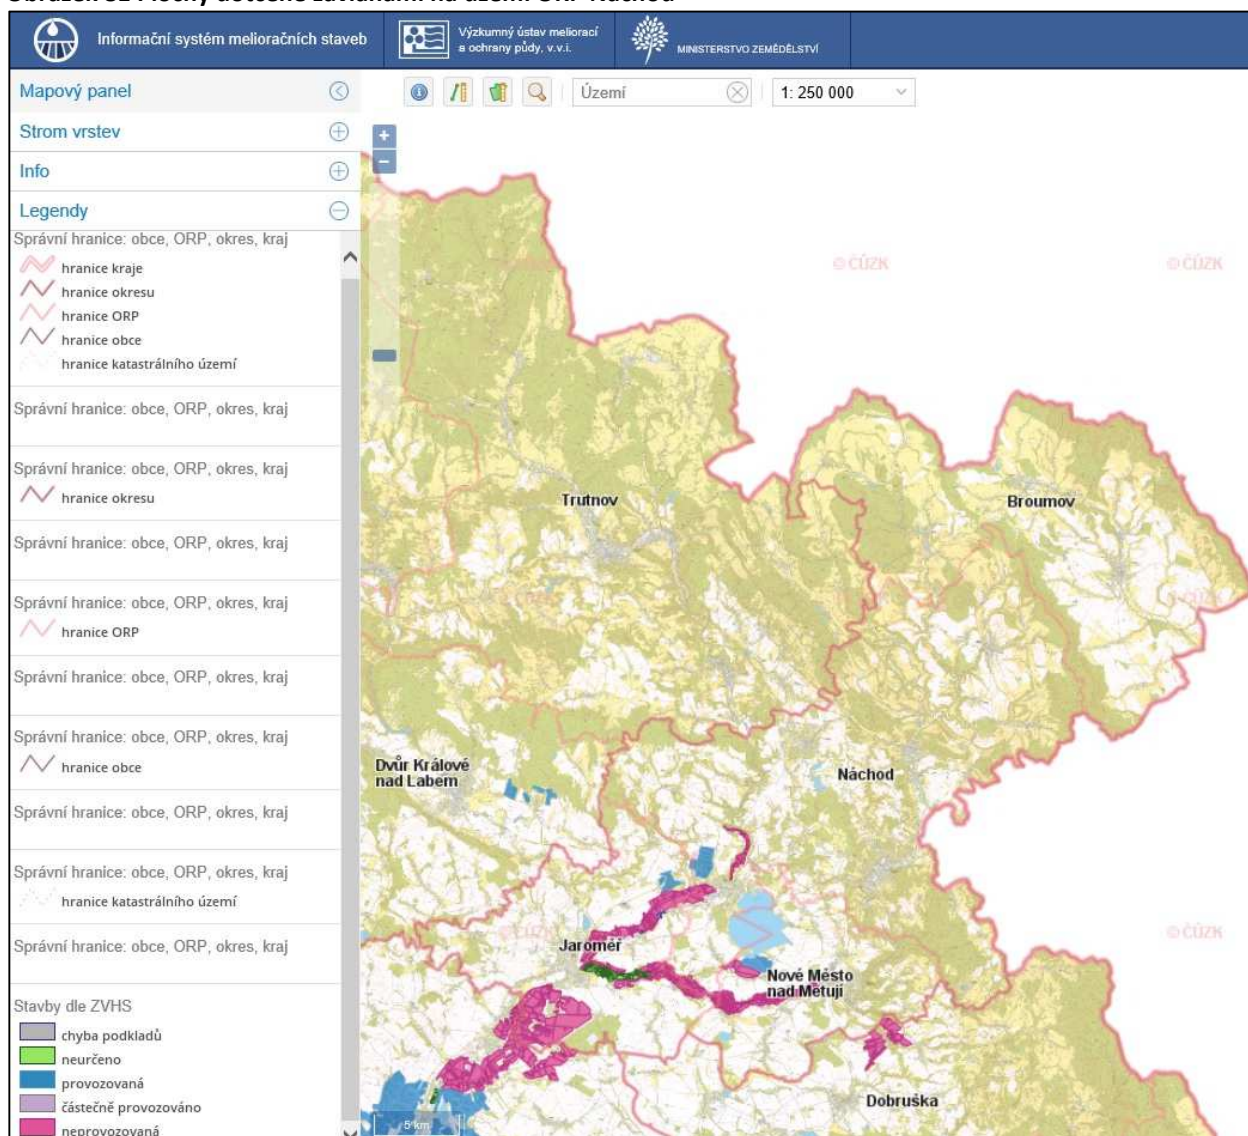 Informační systém melioračních staveb
Výzkumný ústav meliorací
a ochrany půdy, v.v.i.
MINISTERSTVO ZEMĚDĚLSTVÍ
Mapový panel
Území
1: 250 000
Strom vrstev
+
Info
−
Legendy
Správní hranice: obce, ORP, okres, kraj
hranice kraje
hranice okresu
hranice ORP
hranice obce
hranice katastrálního území
Správní hranice: obce, ORP, okres, kraj
Správní hranice: obce, ORP, okres, kraj
hranice okresu
Správní hranice: obce, ORP, okres, kraj
Správní hranice: obce, ORP, okres, kraj
hranice ORP
Správní hranice: obce, ORP, okres, kraj
Správní hranice: obce, ORP, okres, kraj
hranice obce
Správní hranice: obce, ORP, okres, kraj
Správní hranice: obce, ORP, okres, kraj
hranice katastrálního území
Správní hranice: obce, ORP, okres, kraj
Stavby dle ZVHS
chyba podkladů
neurčeno
provozovaná
částečně provozováno
neprovozovaná
© ČÚZK
© ČÚZK
Trutnov
Broumov
Dvůr Králové
nad Labem
Náchod
Jaroměř
© ČÚZK
Nové Město
nad Metují
Dobruška
5 km